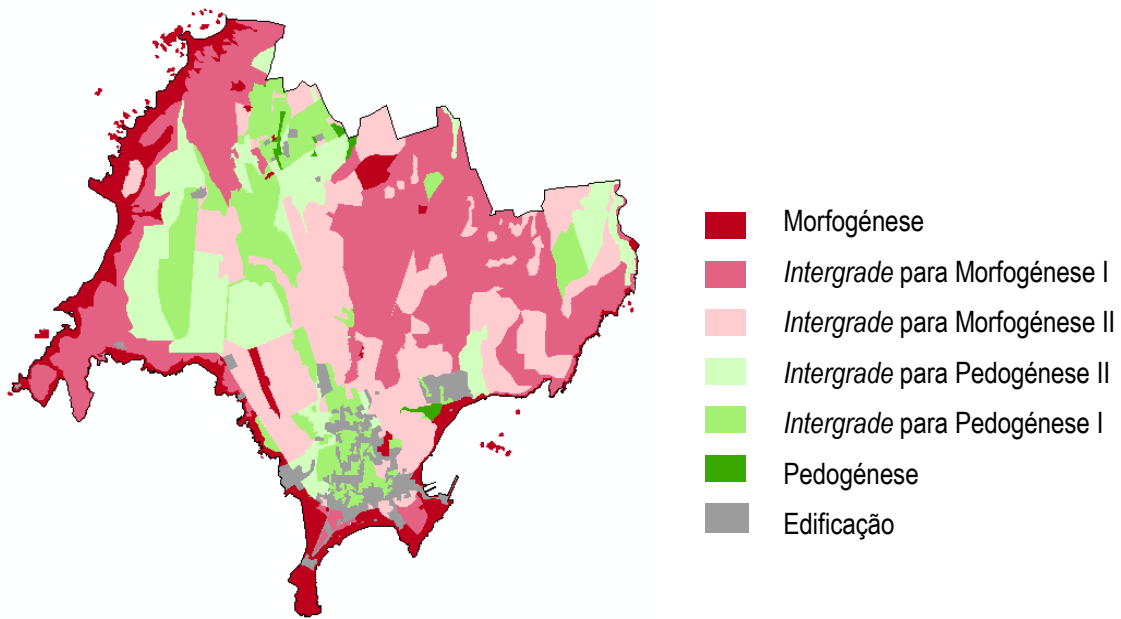 Morfogénese
Intergrade para Morfogénese I
Intergrade para Morfogénese II
Intergrade para Pedogénese II
Intergrade para Pedogénese I
Pedogénese
Edificação